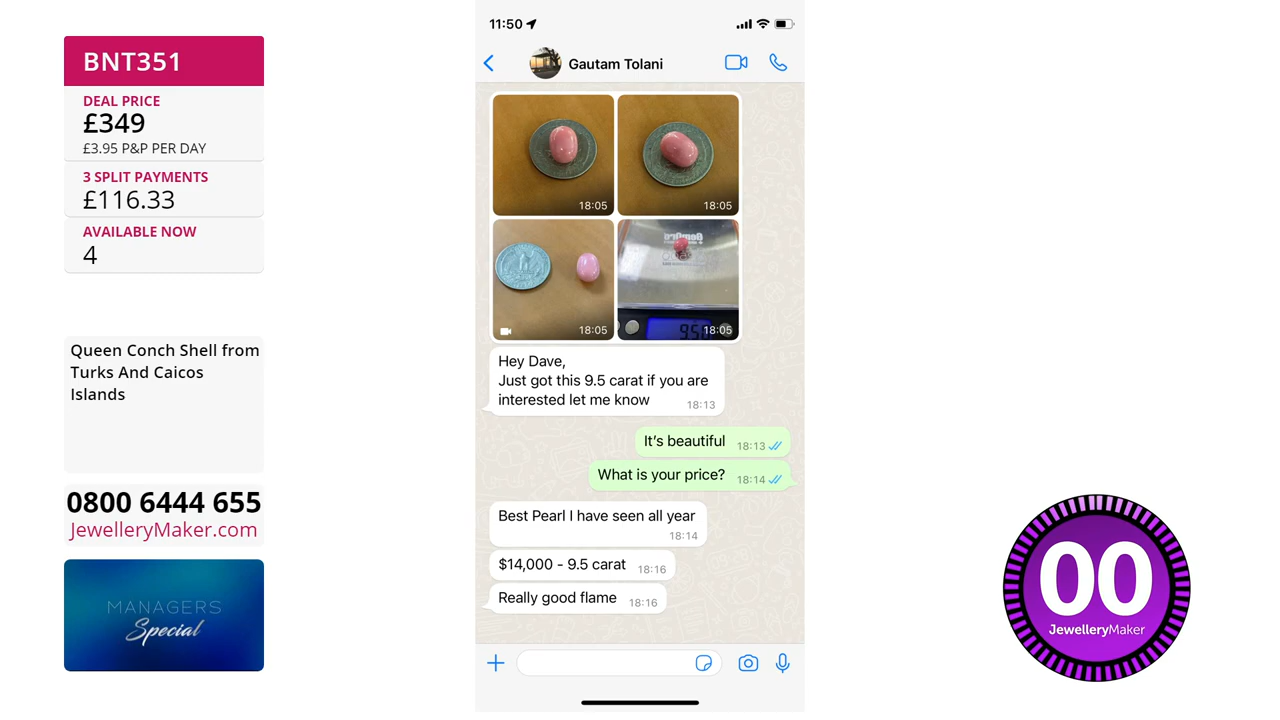 BNT351
DEAL PRICE
£349
£3.95 P&P PER DAY
3 SPLIT PAYMENTS
£116.33
AVAILABLE NOW
4
Queen Conch Shell from
Turks And Caicos
Islands
0800 6444 655
JewelleryMaker.com
MANAGERS
Special
11:50
Gautam Tolani
18:05
18:05
18:05
9.50
18:05
Hey Dave,
Just got this 9.5 carat if you are
interested let me know
18:13
It's beautiful 18:13
What is your price? 18:14
Best Pearl I have seen all year
18:14
$14,000 - 9.5 carat 18:16
Really good flame 18:16
00
JewelleryMaker